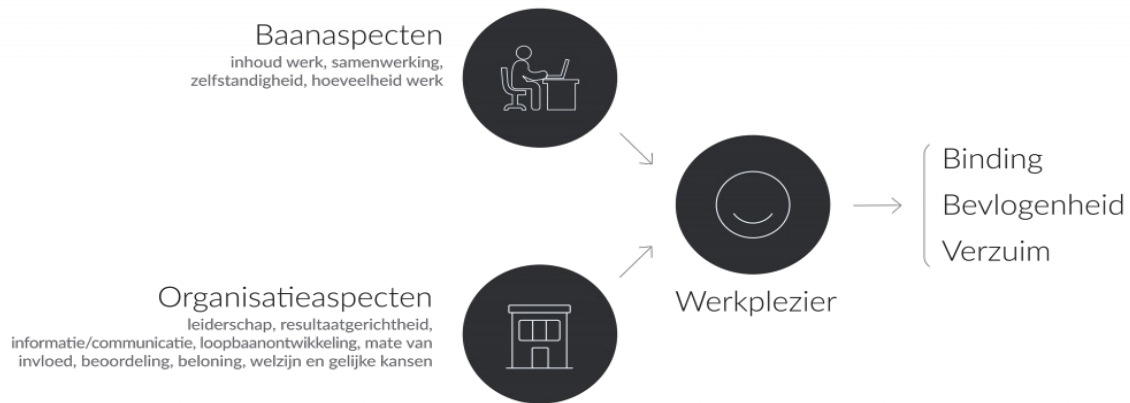 Baanaspecten
inhoud werk, samenwerking,
zelfstandigheid, hoeveelheid werk
Organisatieaspecten
leiderschap, resultaatgerichtheid,
informatie/communicatie, loopbaanontwikkeling, mate van
invloed, beoordeling, beloning, welzijn en gelijke kansen
Werkplezier
Binding
Bevlogenheid
Verzuim